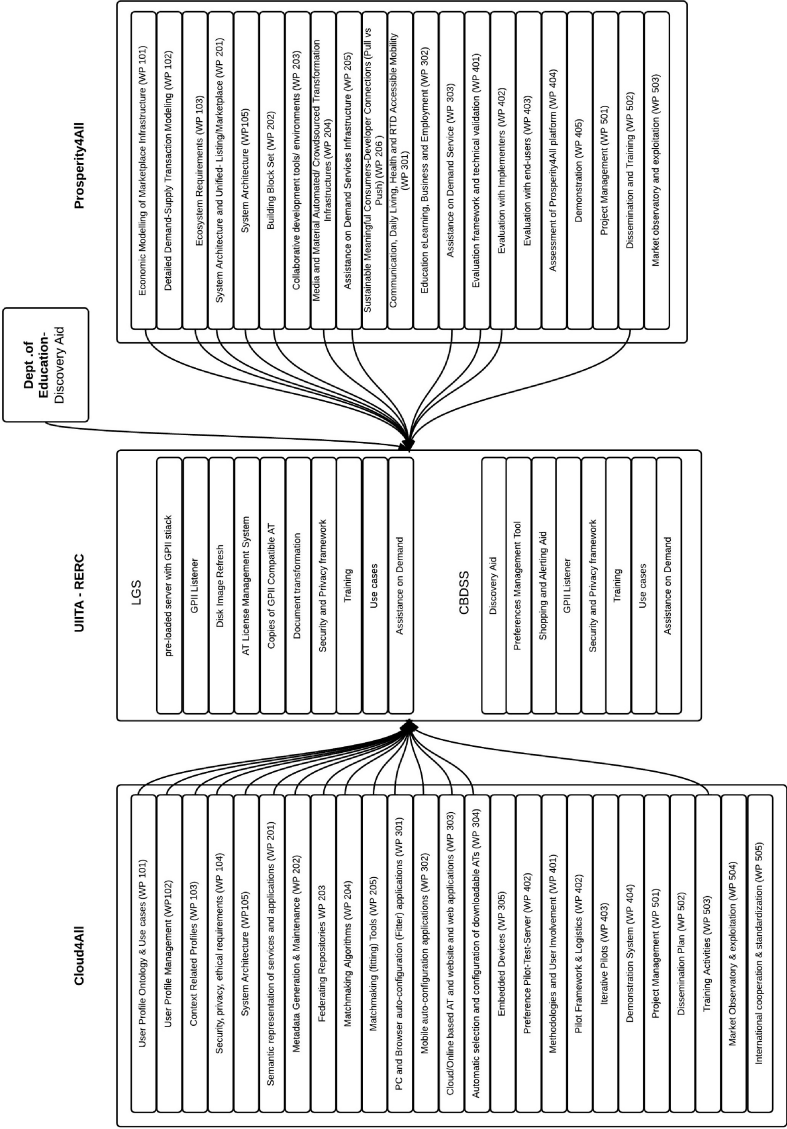 Cloud4All
User Profile Ontology & Use cases (WP 101)
User Profile Management (WP102)
Context Related Profiles (WP 103)
Security, privacy, ethical requirements (WP 104)
System Architecture (WP105)
Semantic representation of services and applications (WP 201)
Metadata Generation & Maintenance (WP 202)
Federating Repositories WP 203
Matchmaking Algorithms (WP 204)
Matchmaking (fitting) Tools (WP 205)
PC and Browser auto-configuration (Fitter) applications (WP 301)
Mobile auto-configuration applications (WP 302)
Cloud/Online based AT and website and web applications (WP 303)
Automatic selection and configuration of downloadable ATs (WP 304)
Embedded Devices (WP 305)
Preference Pilot-Test-Server (WP 402)
Methodologies and User Involvement (WP 401)
Pilot Framework & Logistics (WP 402)
Iterative Pilots (WP 403)
Demonstration System (WP 404)
Project Management (WP 501)
Dissemination Plan (WP 502)
Training Activities (WP 503)
Market Observatory & exploitation (WP 504)
International cooperation & standardization (WP 505)
UIITA - RERC
LGS
pre-loaded server with GPII stiack
GPII Listener
Disk Image Refresh
AT License Management System
Copies of GPII Compatible AT
Document transformation
Security and Privacy framework
Training
Use cases
Assistance on Demand
CBDSS
Discovery Aid
Preferences Management Tool
Shopping and Alerting Aid
GPII Listener
Security and Privacy framework
Training
Use cases
Assistance on Demand
Dept .of
Education-
Discovery Aid
Prosperity4All
Economic Modelling of Marketplace Infrastructure (WP 101)
Detailed Demand-Supply Transaction Modeling (WP 102)
Ecosystem Requirements (WP 103)
System Architecture and Unified- Listing/Marketplace (WP 201)
System Architecture (WP105)
Building Block Set (WP 202)
Collaborative development tools/ environments (WP 203)
Media and Material Automated/ Crowdsourced Transformation
Infrastructures (WP 204)
Assistance on Demand Services Infrastructure (WP 205)
Sustainable Meaningful Consumers-Developer Connections (Pull vs
Push) (WP 206 )
Communication, Daily Living, Health and RTD Accessible Mobility
(WP 301)
Education eLearning, Business and Employment (WP 302)
Assistance on Demand Service (WP 303)
Evaluation framework and technical validation (WP 401)
Evaluation with Implementers (WP 402)
Evaluation with end-users (WP 403)
Assessment of Prosperity4All platform (WP 404)
Demonstration (WP 405)
Project Management (WP 501)
Dissemination and Training (WP 502)
Market observatory and exploitation (WP 503)